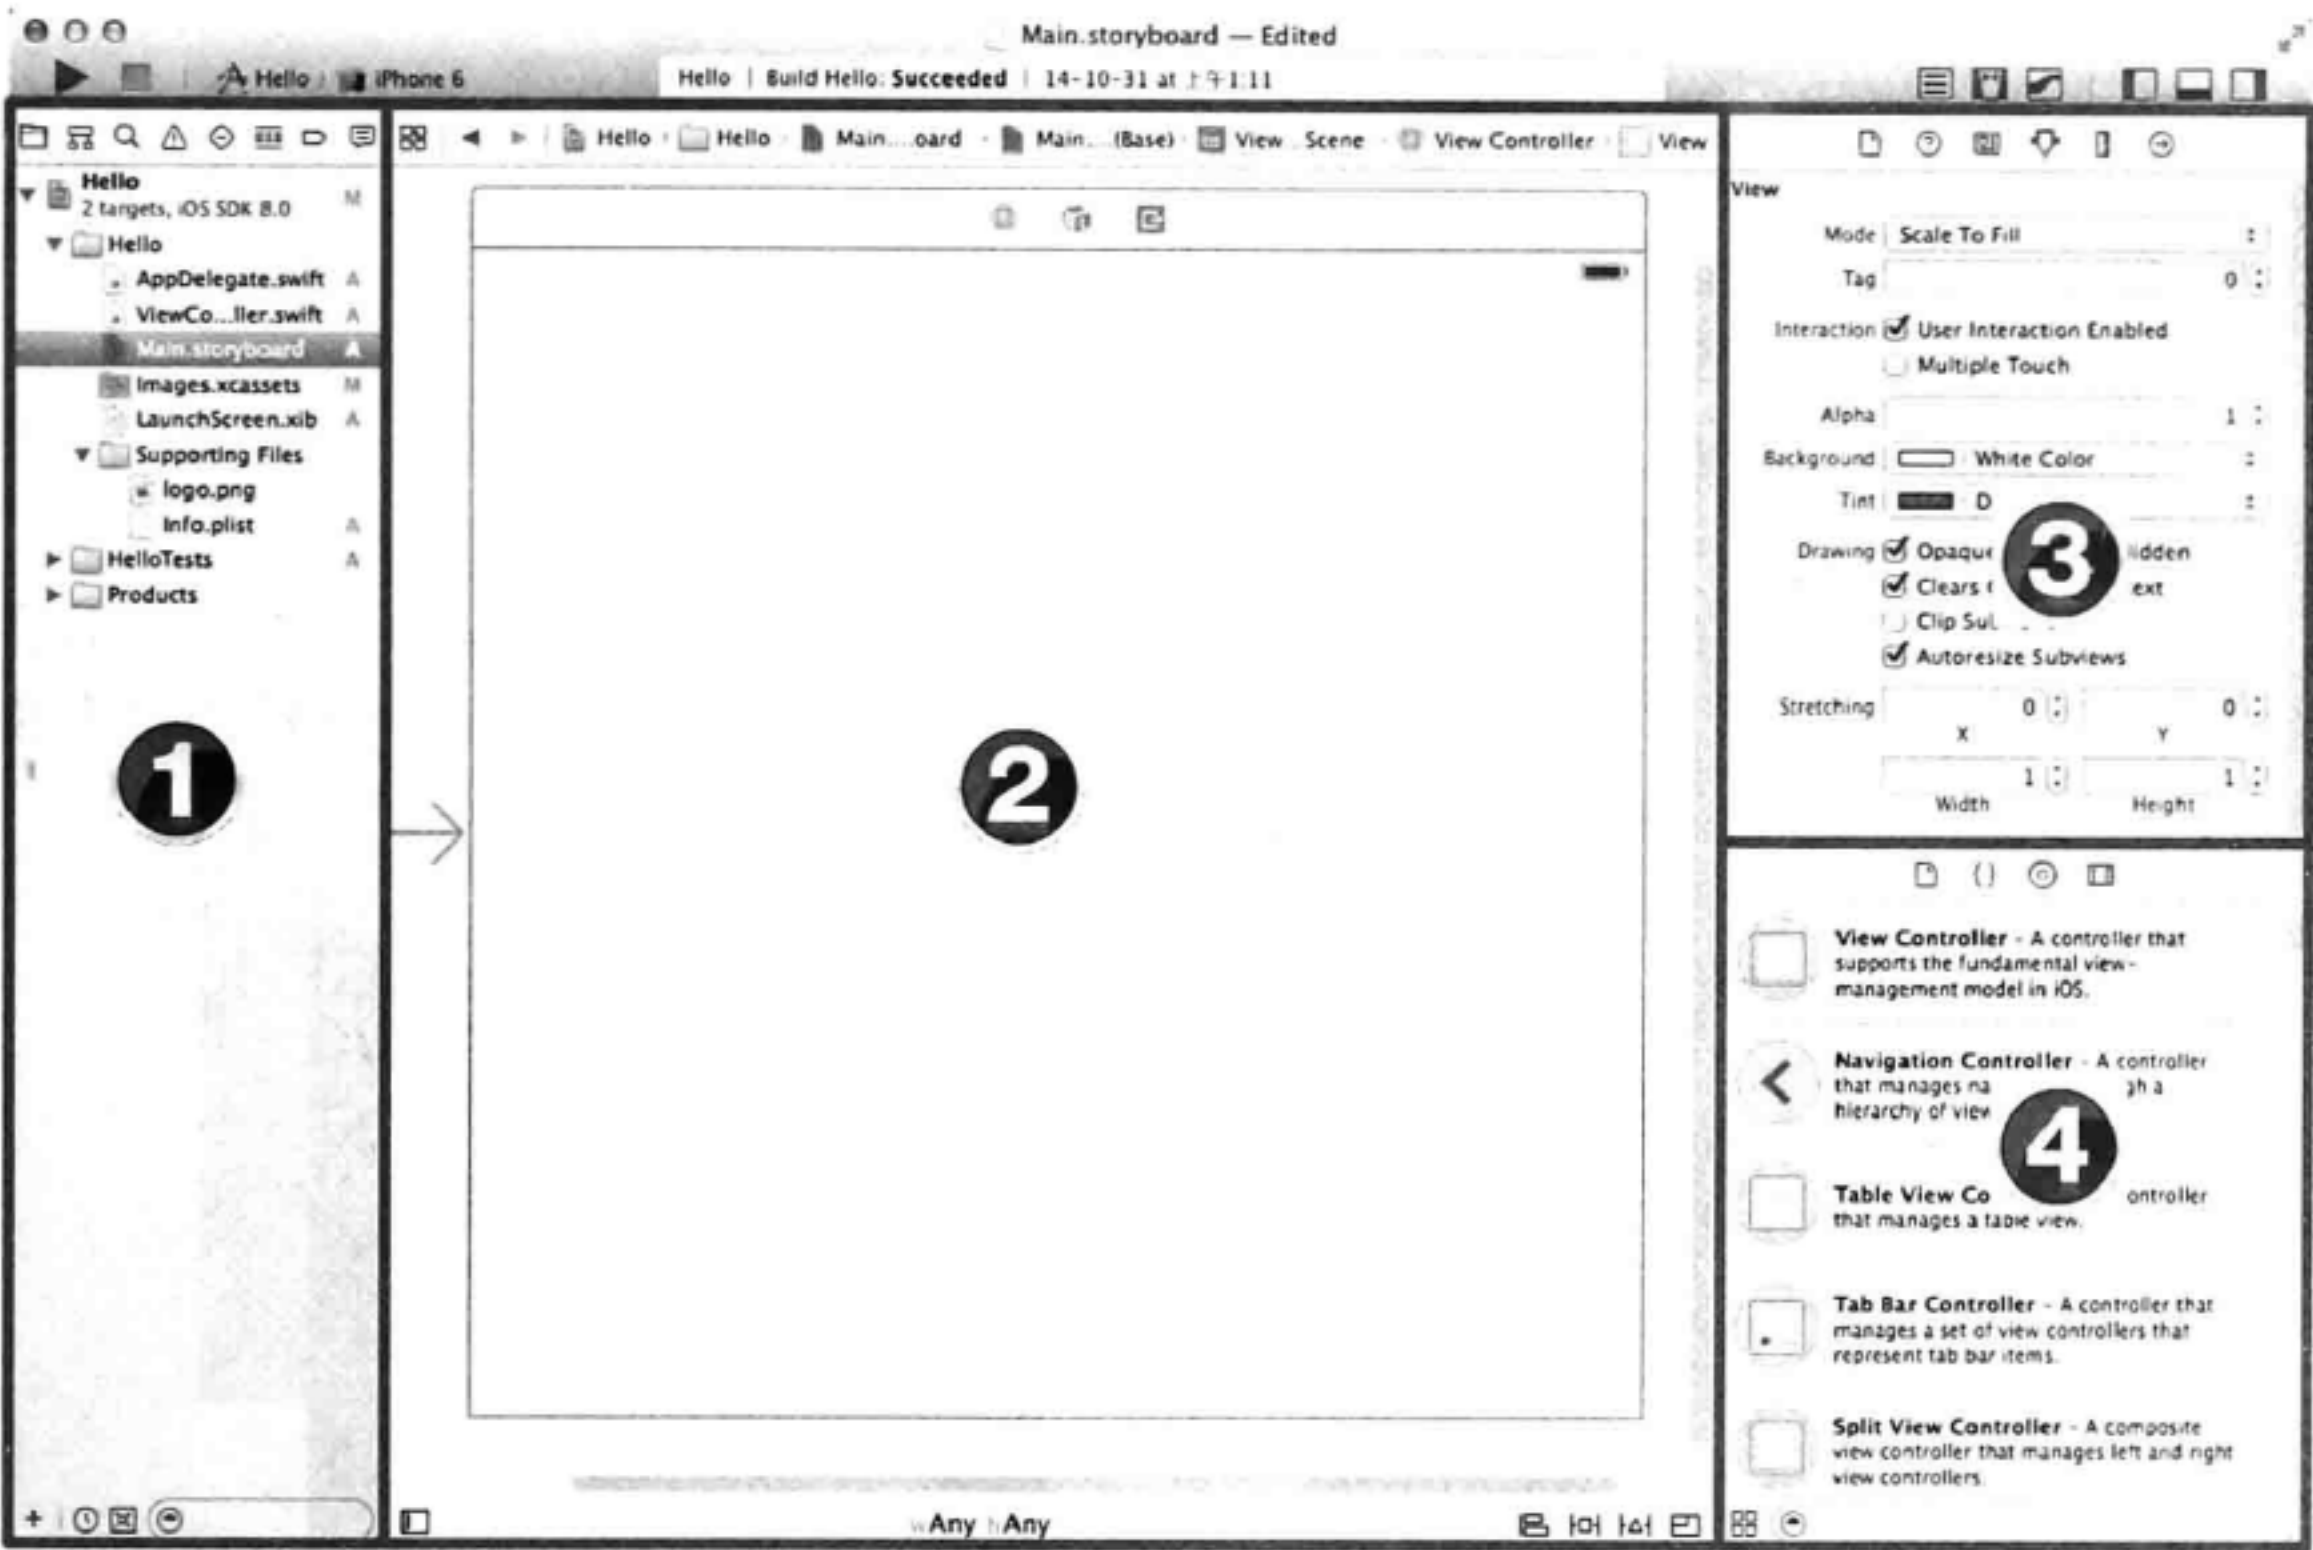 Main.storyboard — Edited
Hello iPhone 6
Hello | Build Hello: Succeeded | 14-10-31 at 上午1:11
Hello Hello Main....oard Main....(Base) View Scene View Controller View
Hello M
2 targets, iOS SDK 8.0
Hello
AppDelegate.swift A
ViewCo...ller.swift A
Main.storyboard A
Images.xcassets M
LaunchScreen.xib A
Supporting Files
logo.png
Info.plist A
HelloTests A
Products
1
2
w Any h Any
View
Mode Scale To Fill
Tag 0
Interaction User Interaction Enabled
Multiple Touch
Alpha 1
Background White Color
Tint D
Drawing Opaque idden
Clears ext
Clip Su
Autoresize Subviews
3
Stretching 0 0
X Y
1 1
Width Height
{}
View Controller - A controller that
supports the fundamental view-
management model in iOS.
Navigation Controller - A controller
that manages na gh a
hierarchy of view
4
Table View Co ontroller
that manages a table view.
Tab Bar Controller - A controller that
manages a set of view controllers that
represent tab bar items.
Split View Controller - A composite
view controller that manages left and right
view controllers.